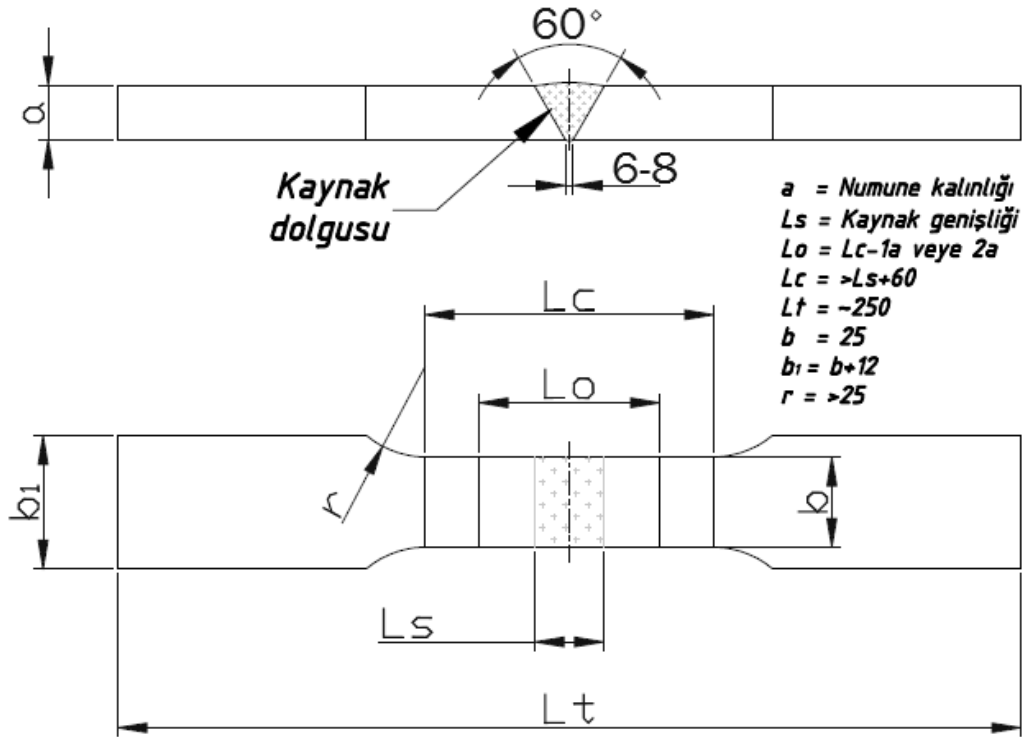 60°
a
Kaynak
dolgusu
6-8
a = Numune kalınlığı
Ls = Kaynak genişliği
Lo = Lc-1a veye 2a
Lc = >Ls+60
Lt = ~250
b = 25
b1 = b+12
r = >25
Lc
Lo
b1
r
b
Ls
Lt